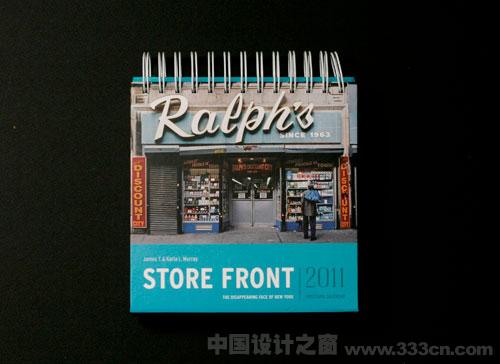 Ralph's
SINCE 1963
DISCOUNT CITY
DISCOUNT
James T. & Karla L. Murray
STORE FRONT
2011
THE DISAPPEARING FACE OF NEW YORK
中国设计之窗
www.333cn.com